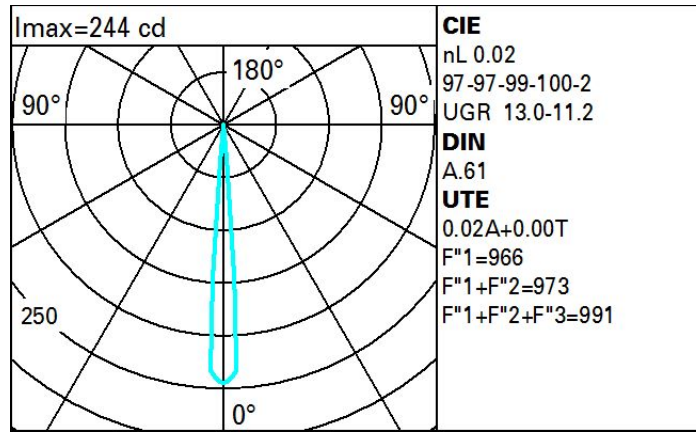 Imax=244 cd
180°
90°
90°
250
0°
CIE
nL 0.02
97-97-99-100-2
UGR 13.0-11.2
DIN
A.61
UTE
0.02A+0.00T
F"1=966
F"1+F"2=973
F"1+F"2+F"3=991